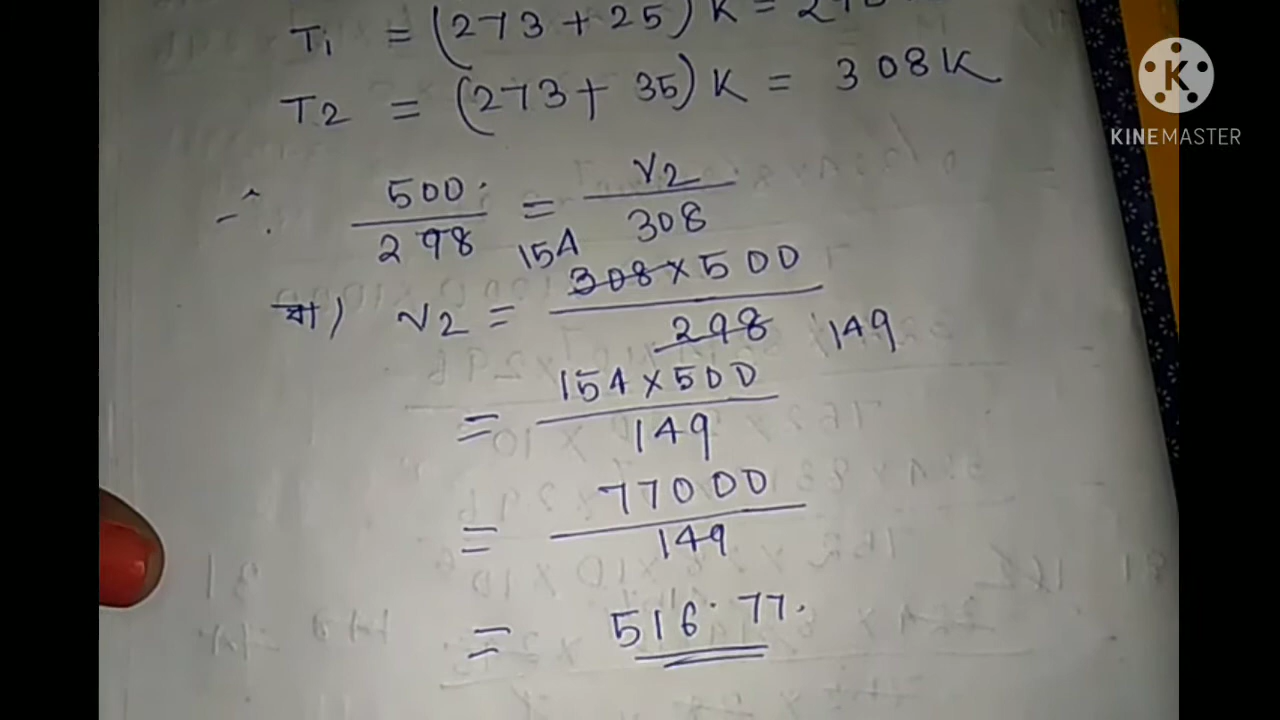 T1 = (273 + 25) K = 298
T2 = (273 + 35) K = 308 K
KINEMASTER
∴ 500 / 298 = V2 / 308
154
বা) V2 = 308 × 500 / 298 149
= 154 × 500 / 149
= 77000 / 149
= 516.77.